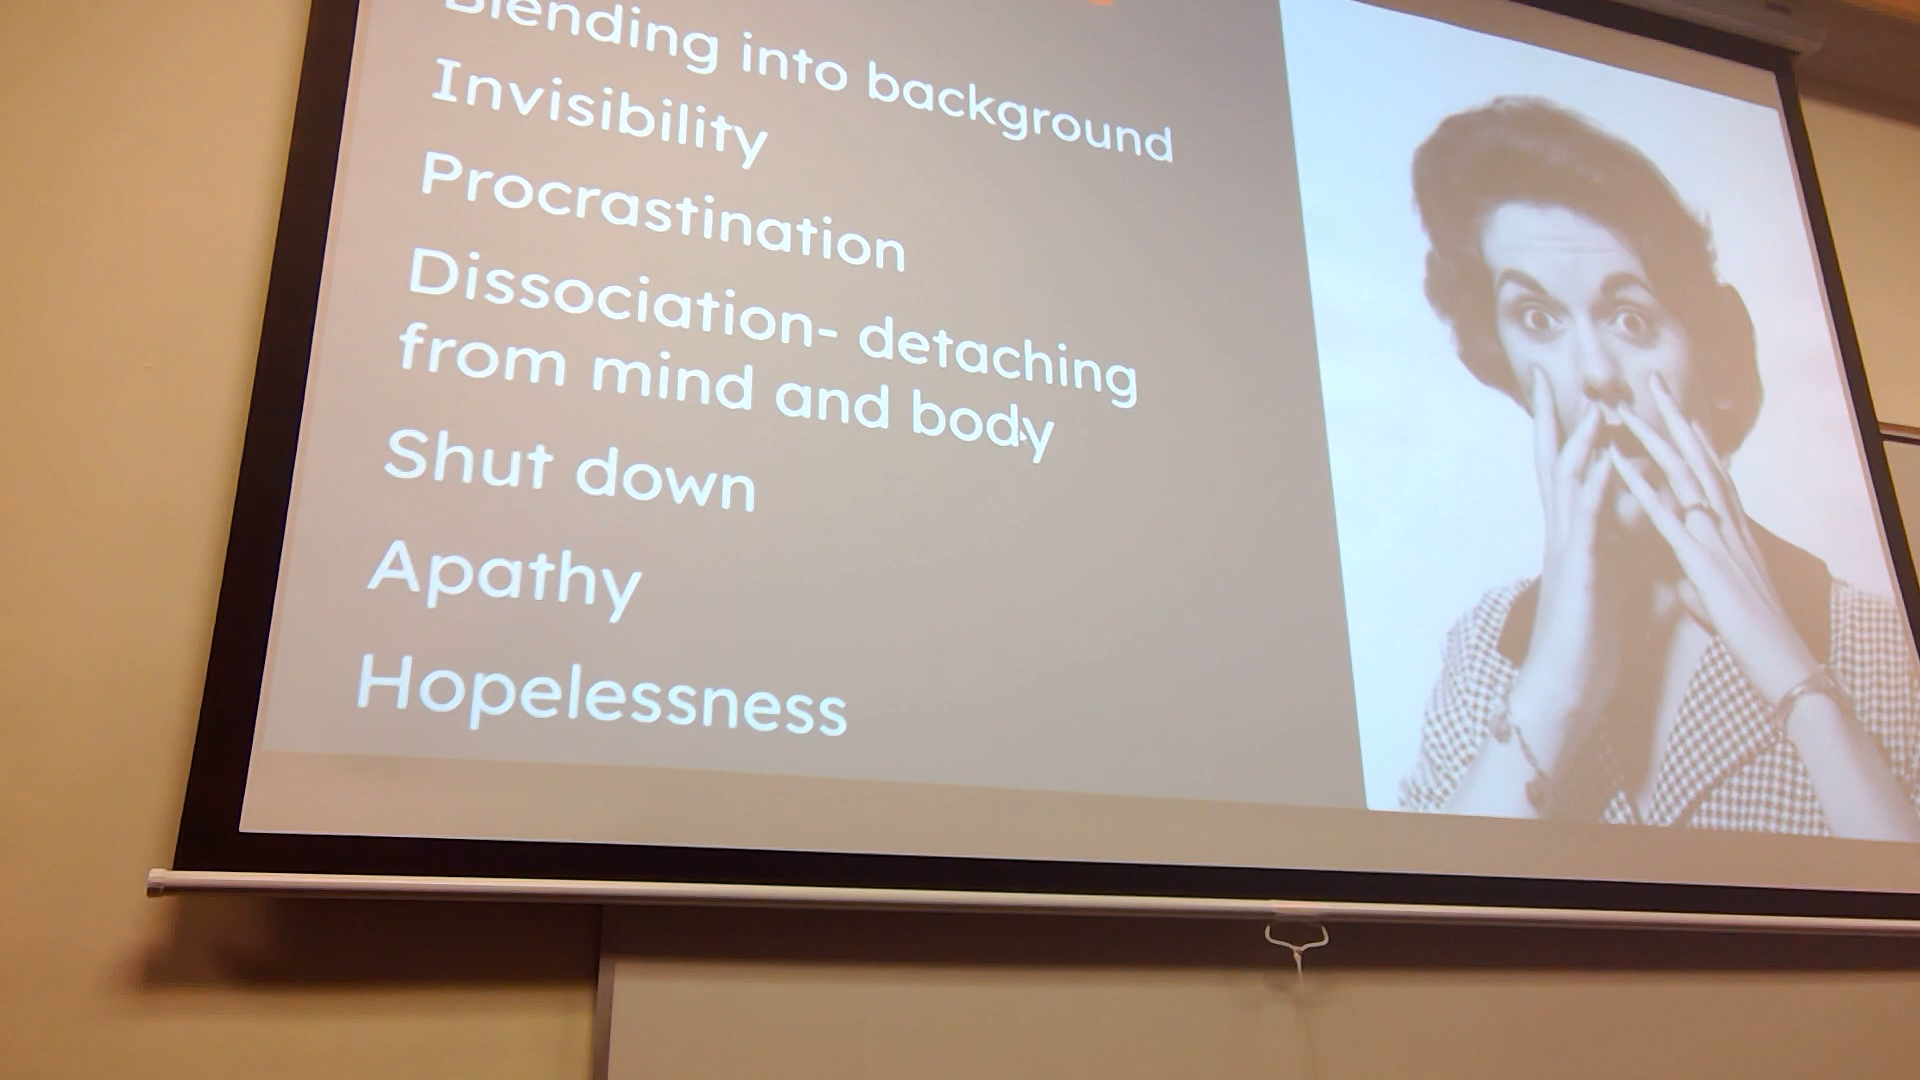 Blending into background
Invisibility
Procrastination
Dissociation- detaching
from mind and body
Shut down
Apathy
Hopelessness